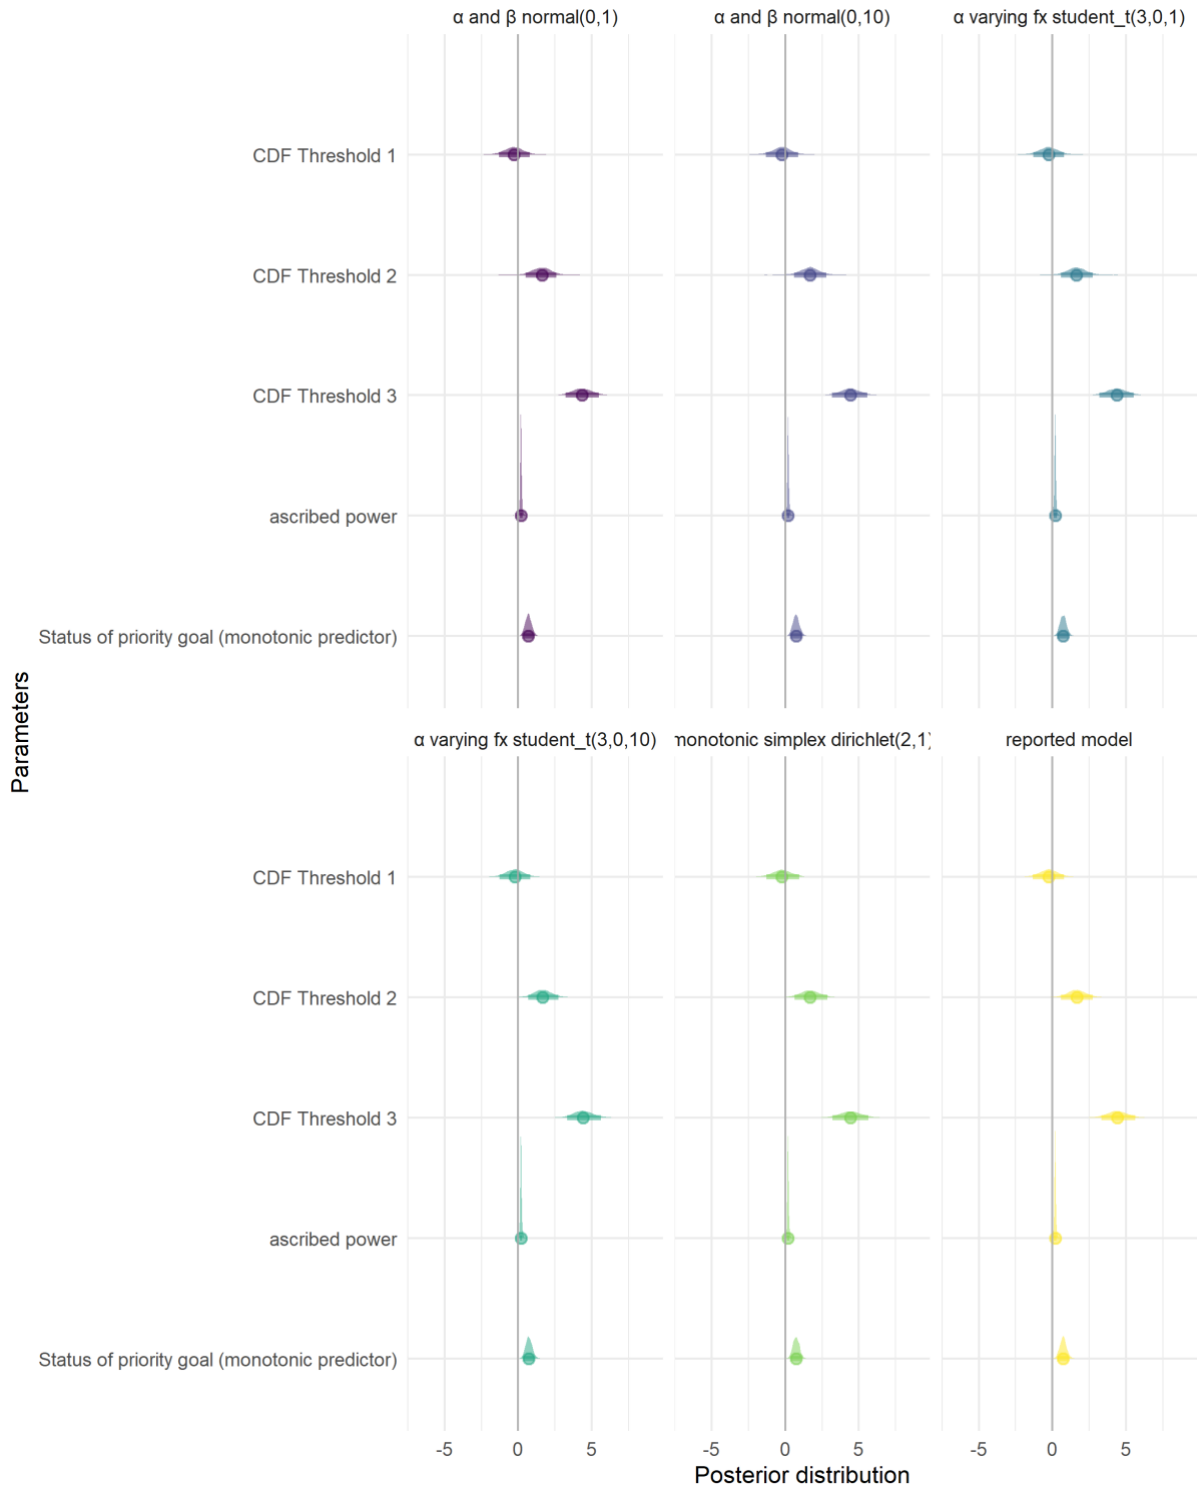 α and β normal(0,1)
α and β normal(0,10)
α varying fx student_t(3,0,1)
CDF Threshold 1
CDF Threshold 2
CDF Threshold 3
ascribed power
Status of priority goal (monotonic predictor)
Parameters
α varying fx student_t(3,0,10)
monotonic simplex dirichlet(2,1)
reported model
CDF Threshold 1
CDF Threshold 2
CDF Threshold 3
ascribed power
Status of priority goal (monotonic predictor)
-5 0 5
-5 0 5
-5 0 5
Posterior distribution